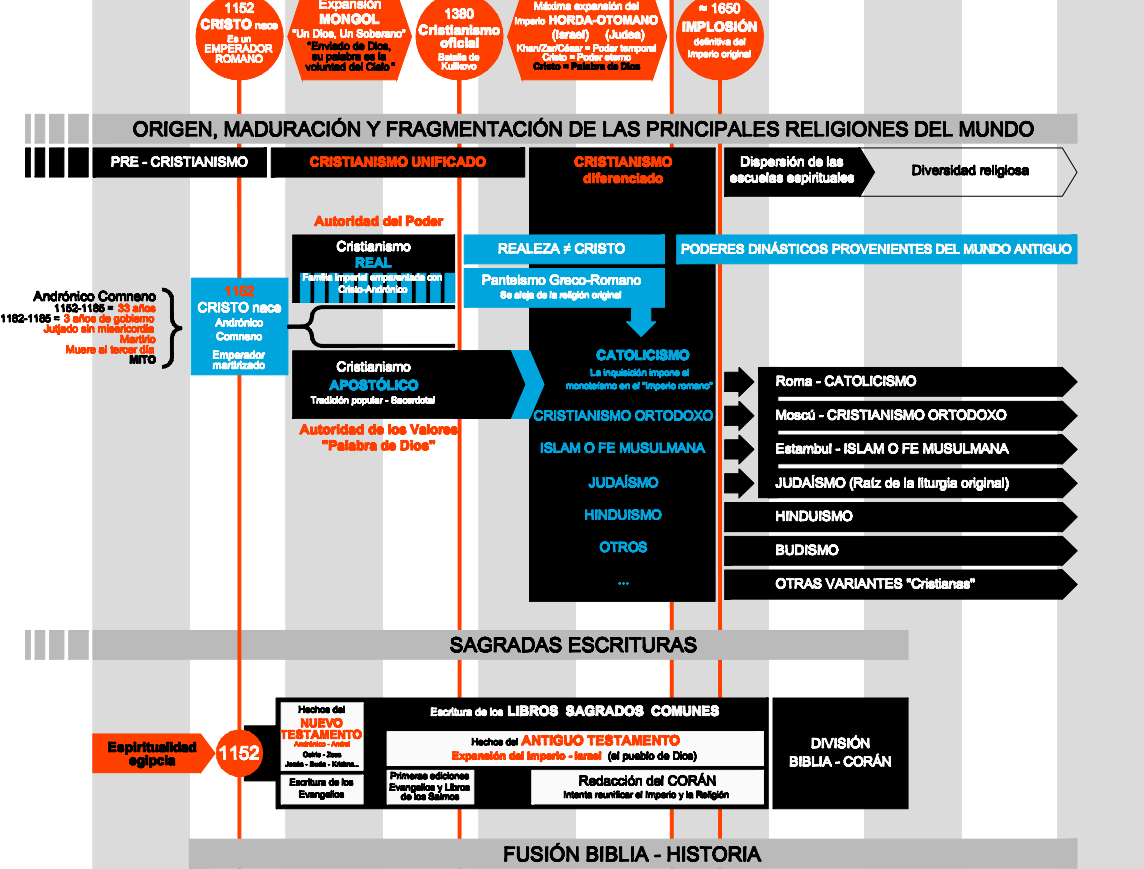 1152
CRISTO nace
Es un
EMPERADOR
ROMANO
Expansión
MONGOL
"Un Dios, Un Soberano"
"Enviado de Dios,
su palabra es la
voluntad del Cielo"
1380
Cristianismo
oficial
Batalla de
Kulikovo
Máxima expansión del
Imperio HORDA-OTOMANO
(Israel) (Judea)
Khan/Zar/César = Poder temporal
Cristo = Poder eterno
Cristo = Palabra de Dios
≈ 1650
IMPLOSIÓN
definitiva del
Imperio original
ORIGEN, MADURACIÓN Y FRAGMENTACIÓN DE LAS PRINCIPALES RELIGIONES DEL MUNDO
PRE - CRISTIANISMO
CRISTIANISMO UNIFICADO
CRISTIANISMO
diferenciado
Dispersión de las
escuelas espirituales
Diversidad religiosa
Autoridad del Poder
Cristianismo
REAL
Familia imperial emparentada con
Cristo-Andrónico
REALEZA ≠ CRISTO
PODERES DINÁSTICOS PROVENIENTES DEL MUNDO ANTIGUO
Panteismo Greco-Romano
Se aleja de la religión original
Andrónico Comneno
1152-1185 = 33 años
1182-1185 = 3 años de gobierno
Jutjado sin misericordia
Martirio
Muere al tercer día
MITO
1152
CRISTO nace
Andrónico
Comneno
Emperador
martirizado
Cristianismo
APOSTÓLICO
Tradición popular - Sacerdotal
Autoridad de los Valores
"Palabra de Dios"
CATOLICISMO
La inquisición impone el
monoteísmo en el "imperio romano"
CRISTIANISMO ORTODOXO
ISLAM O FE MUSULMANA
JUDAÍSMO
HINDUISMO
OTROS
...
Roma - CATOLICISMO
Moscú - CRISTIANISMO ORTODOXO
Estambul - ISLAM O FE MUSULMANA
JUDAÍSMO (Raíz de la liturgia original)
HINDUISMO
BUDISMO
OTRAS VARIANTES "Cristianas"
SAGRADAS ESCRITURAS
Espiritualidad
egipcia
1152
Hechos del
NUEVO
TESTAMENTO
Andrónico - Andrei
Osiris - Zeus
Jesús - Buda - Krishna...
Escritura de los
Evangelios
Escritura de los LIBROS SAGRADOS COMUNES
Hechos del ANTIGUO TESTAMENTO
Expansión del Imperio - Israel (el pueblo de Dios)
Primeras ediciones
Evangelios y Libros
de los Salmos
Redacción del CORÁN
Intenta reunificar el Imperio y la Religión
DIVISIÓN
BIBLIA - CORÁN
FUSIÓN BIBLIA - HISTORIA